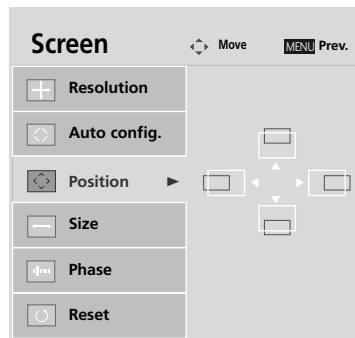 Screen
Move
MENU Prev.
Resolution
Auto config.
Position
Size
Phase
Reset